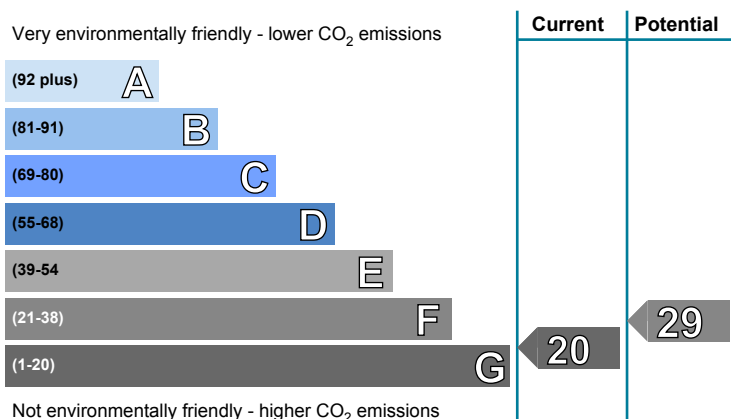 Very environmentally friendly - lower CO2 emissions
Current
Potential
(92 plus) A
(81-91) B
(69-80) C
(55-68) D
(39-54 E
(21-38) F
29
(1-20) G
20
Not environmentally friendly - higher CO2 emissions